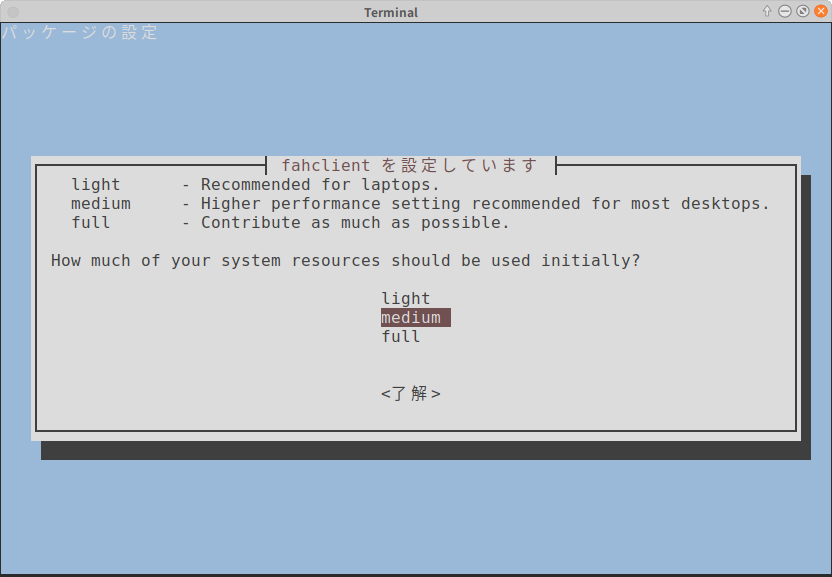 Terminal
パッケージの設定
fahclient を設定しています
light - Recommended for laptops.
medium - Higher performance setting recommended for most desktops.
full - Contribute as much as possible.
How much of your system resources should be used initially?
light
medium
full
<了解>